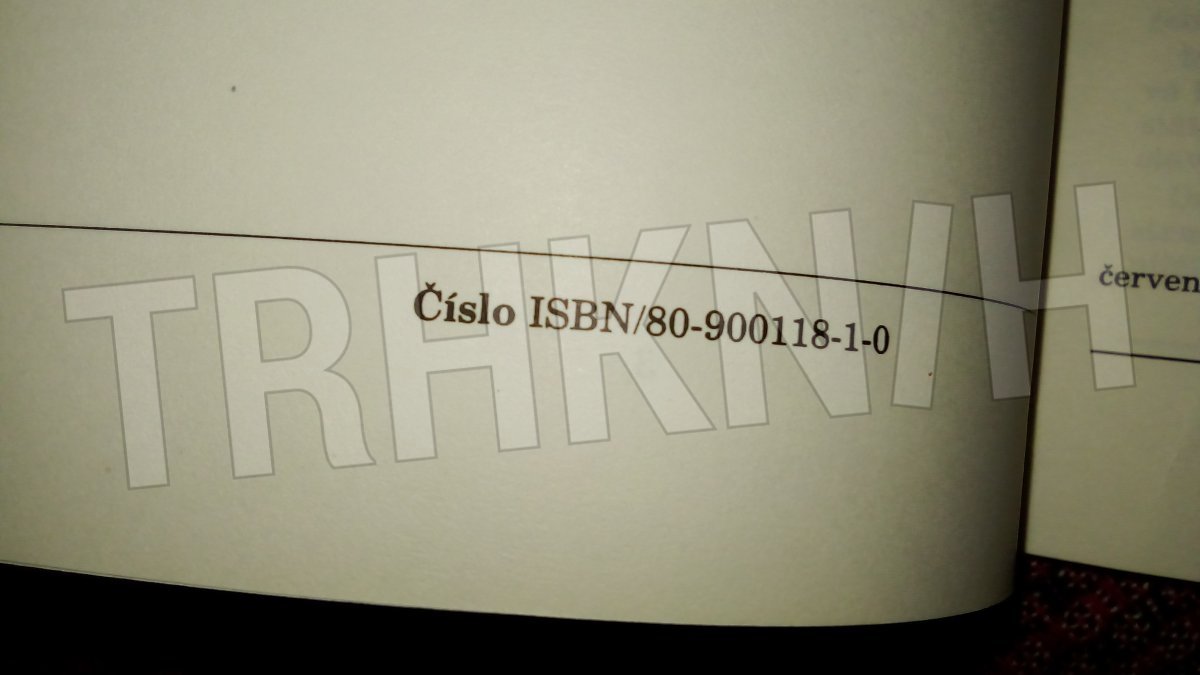 Číslo ISBN/80-900118-1-0
červen
TRHKNIH